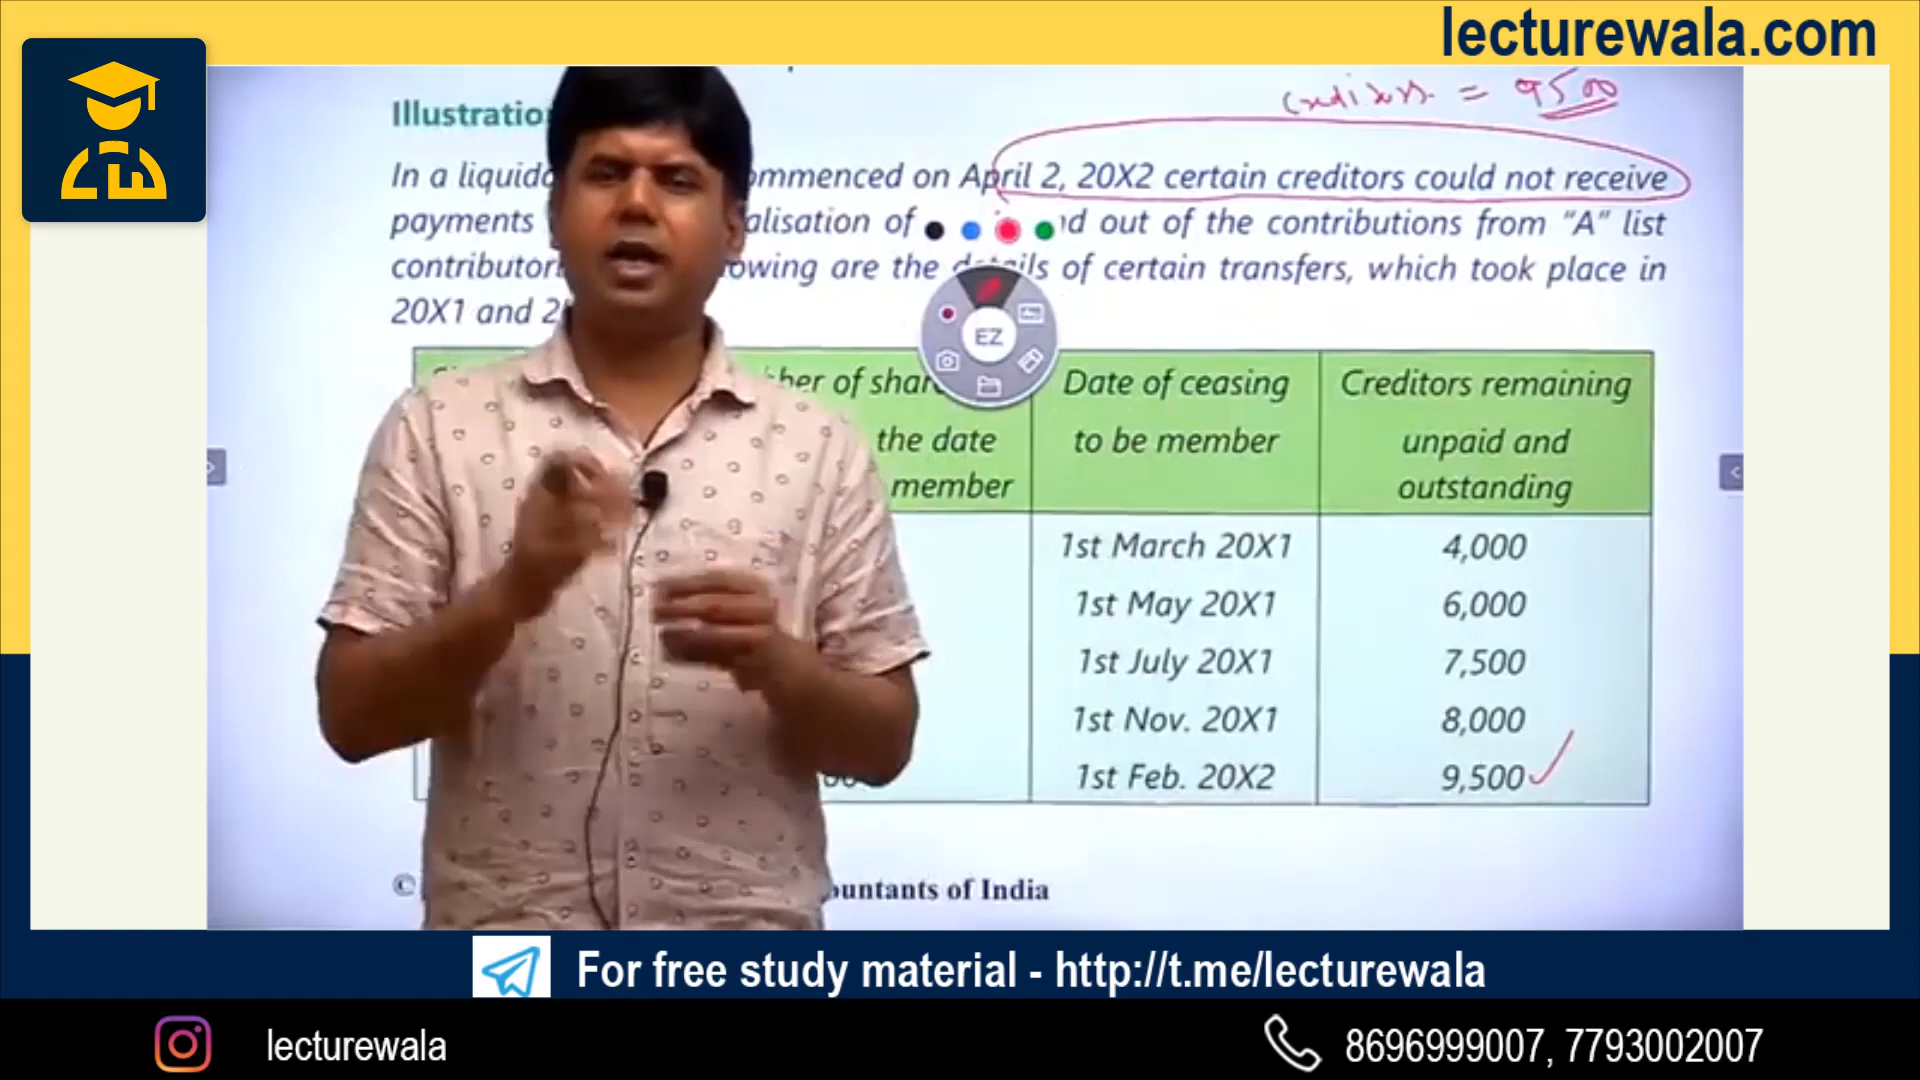 lecturewala.com
= 9500
Illustratio
In a liquid ommenced on April 2, 20X2 certain creditors could not receive
payments alisation of d out of the contributions from “A” list
contributor owing are the details of certain transfers, which took place in
20X1 and 2
ber of shar Date of ceasing Creditors remaining
the date to be member unpaid and
member outstanding
EZ
1st March 20X1 4,000
1st May 20X1 6,000
1st July 20X1 7,500
1st Nov. 20X1 8,000
1st Feb. 20X2 9,500
© ountants of India
For free study material - http://t.me/lecturewala
lecturewala
8696999007, 7793002007